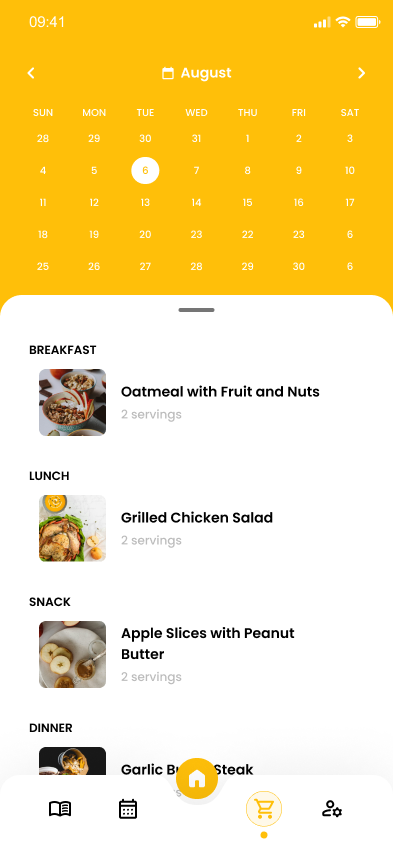 09:41
August
SUN MON TUE WED THU FRI SAT
28 29 30 31 1 2 3
4 5 6 7 8 9 10
11 12 13 14 15 16 17
18 19 20 23 22 23 6
25 26 27 28 29 30 6
BREAKFAST
Oatmeal with Fruit and Nuts
2 servings
LUNCH
Grilled Chicken Salad
2 servings
SNACK
Apple Slices with Peanut
Butter
2 servings
DINNER
Garlic Steak